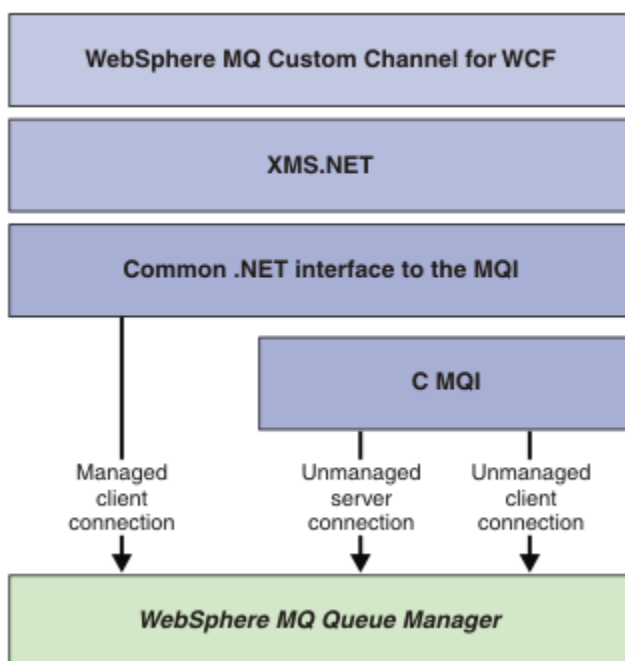 WebSphere MQ Custom Channel for WCF
XMS.NET
Common .NET interface to the MQI
C MQI
Managed
client
connection
Unmanaged
server
connection
Unmanaged
client
connection
WebSphere MQ Queue Manager